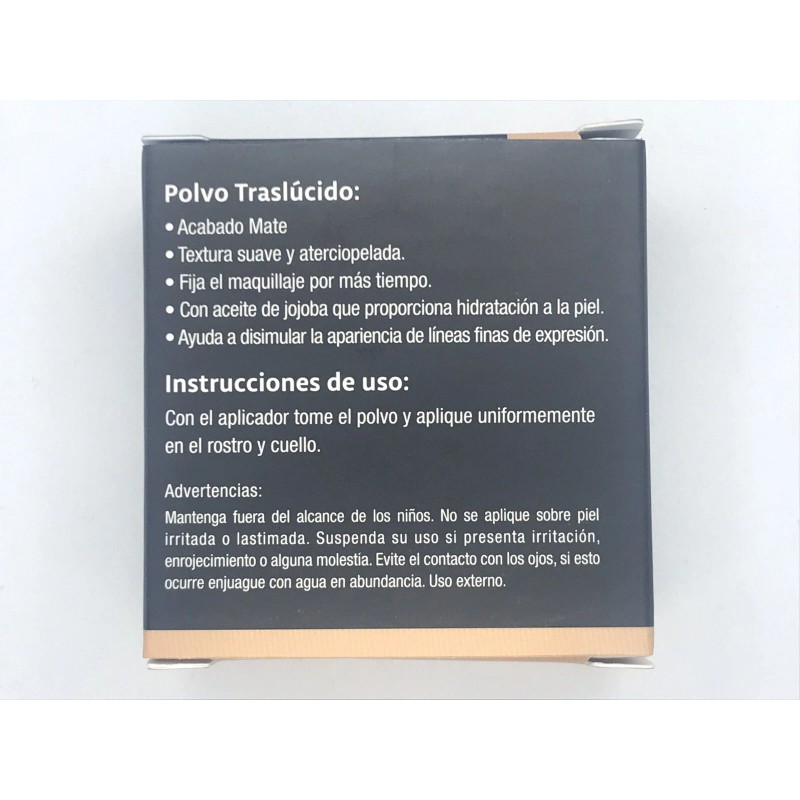 Polvo Traslúcido:
• Acabado Mate
• Textura suave y aterciopelada.
• Fija el maquillaje por más tiempo.
• Con aceite de jojoba que proporciona hidratación a la piel.
• Ayuda a disimular la apariencia de líneas finas de expresión.
Instrucciones de uso:
Con el aplicador tome el polvo y aplique uniformemente
en el rostro y cuello.
Advertencias:
Mantenga fuera del alcance de los niños. No se aplique sobre piel
irritada o lastimada. Suspenda su uso si presenta irritación,
enrojecimiento o alguna molestia. Evite el contacto con los ojos, si esto
ocurre enjuague con agua en abundancia. Uso externo.